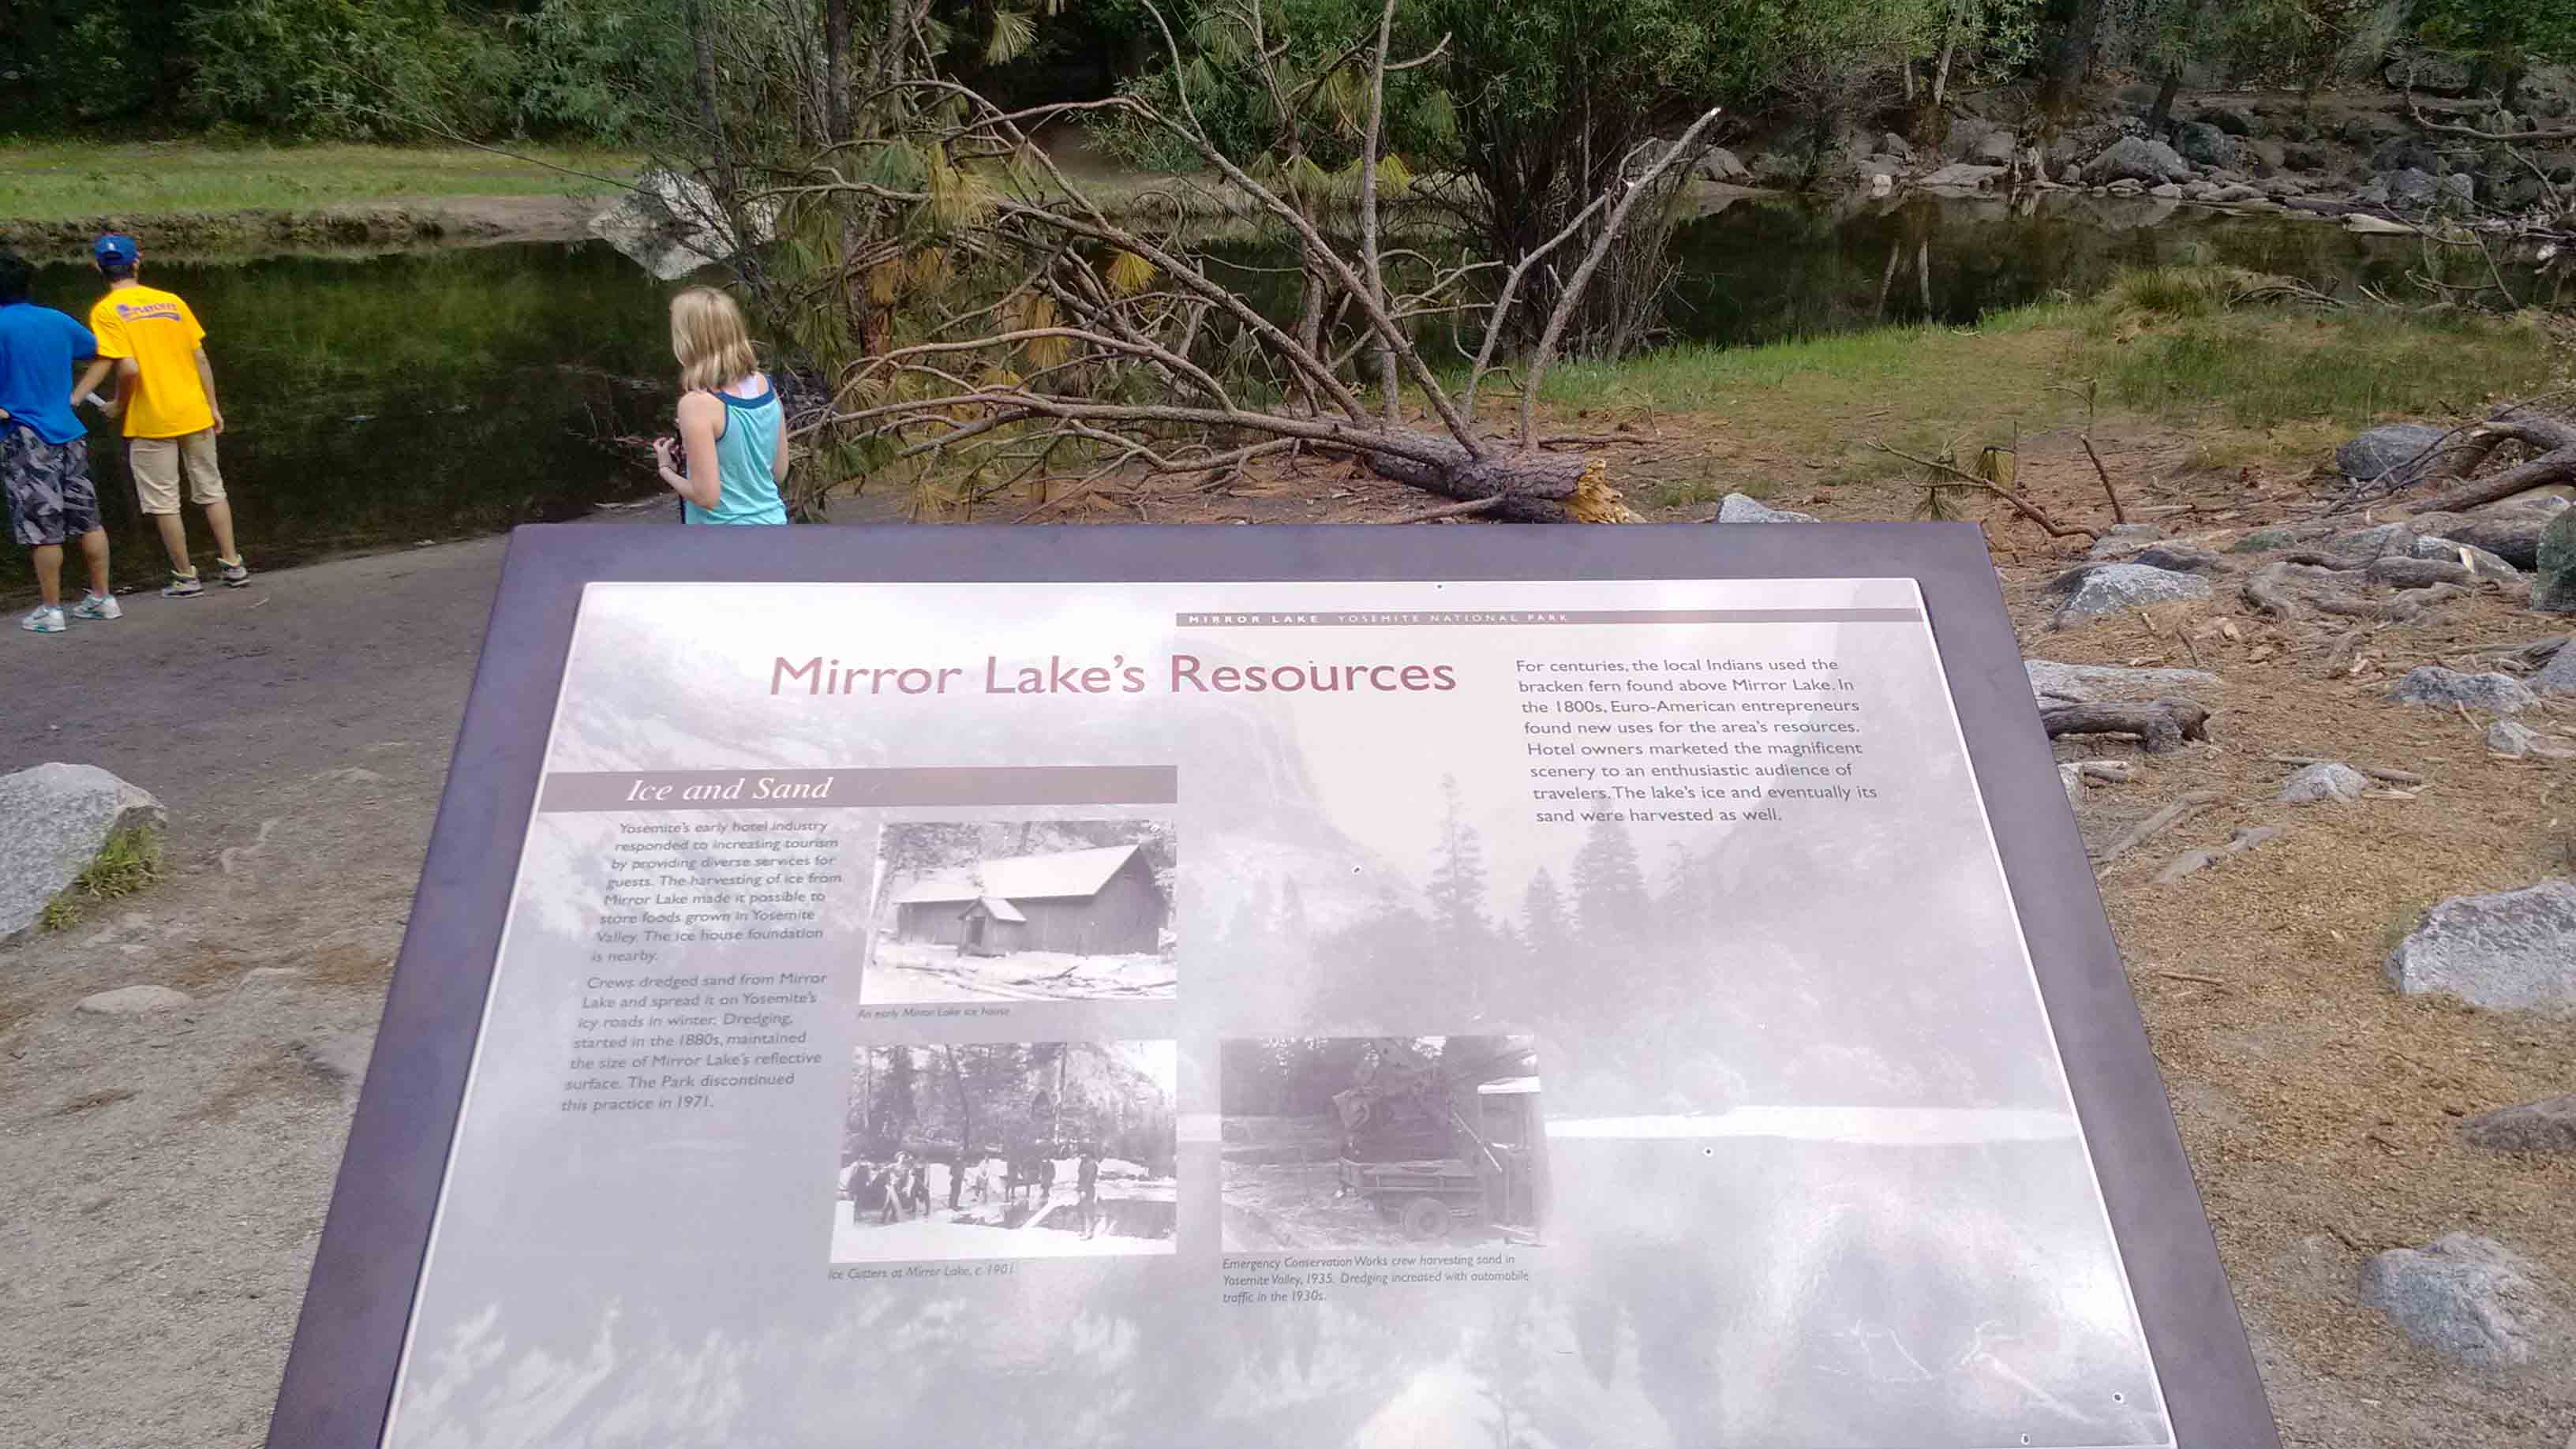 PLAYOFFS
MIRROR LAKE YOSEMITE NATIONAL PARK
Mirror Lake's Resources
For centuries, the local Indians used the
bracken fern found above Mirror Lake. In
the 1800s, Euro-American entrepreneurs
found new uses for the area's resources.
Hotel owners marketed the magnificent
scenery to an enthusiastic audience of
travelers. The lake's ice and eventually its
sand were harvested as well.
Ice and Sand
Yosemite's early hotel industry
responded to increasing tourism
by providing diverse services for
guests. The harvesting of ice from
Mirror Lake made it possible to
store foods grown in Yosemite
Valley. The ice house foundation
is nearby.
Crews dredged sand from Mirror
Lake and spread it on Yosemite's
icy roads in winter. Dredging,
started in the 1880s, maintained
the size of Mirror Lake's reflective
surface. The Park discontinued
this practice in 1971.
An early Mirror Lake ice house
Ice Cutters at Mirror Lake, c. 1901
Emergency Conservation Works crew harvesting sand in
Yosemite Valley, 1935. Dredging increased with automobile
traffic in the 1930s.